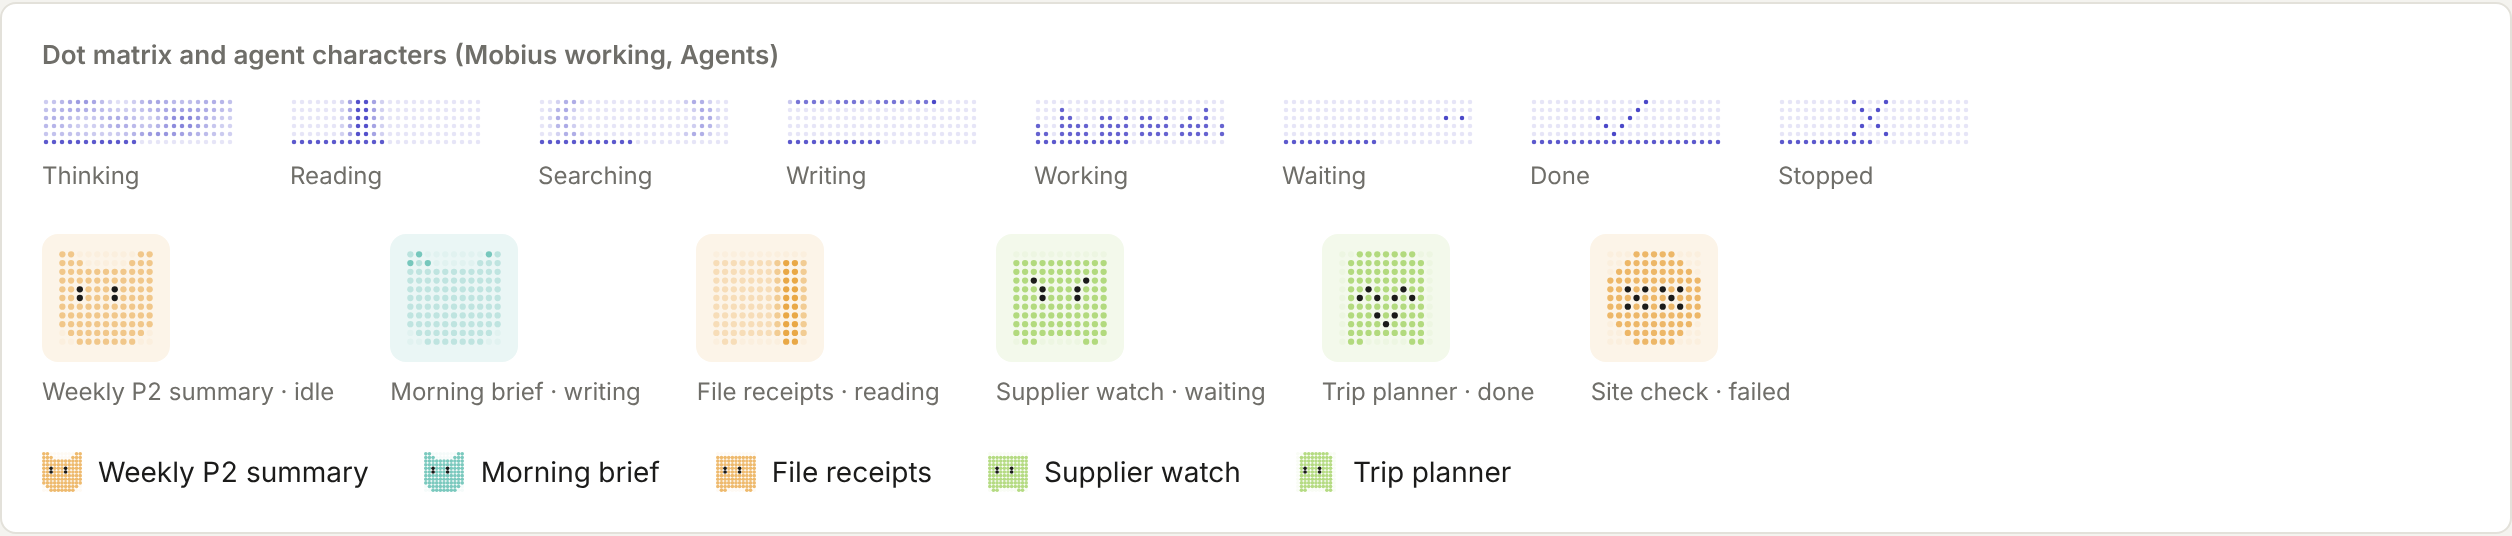 Dot matrix and agent characters (Mobius working, Agents)
Thinking Reading Searching Writing Working Waiting Done Stopped
Weekly P2 summary · idle Morning brief · writing File receipts · reading Supplier watch · waiting Trip planner · done Site check · failed
Weekly P2 summary Morning brief File receipts Supplier watch Trip planner